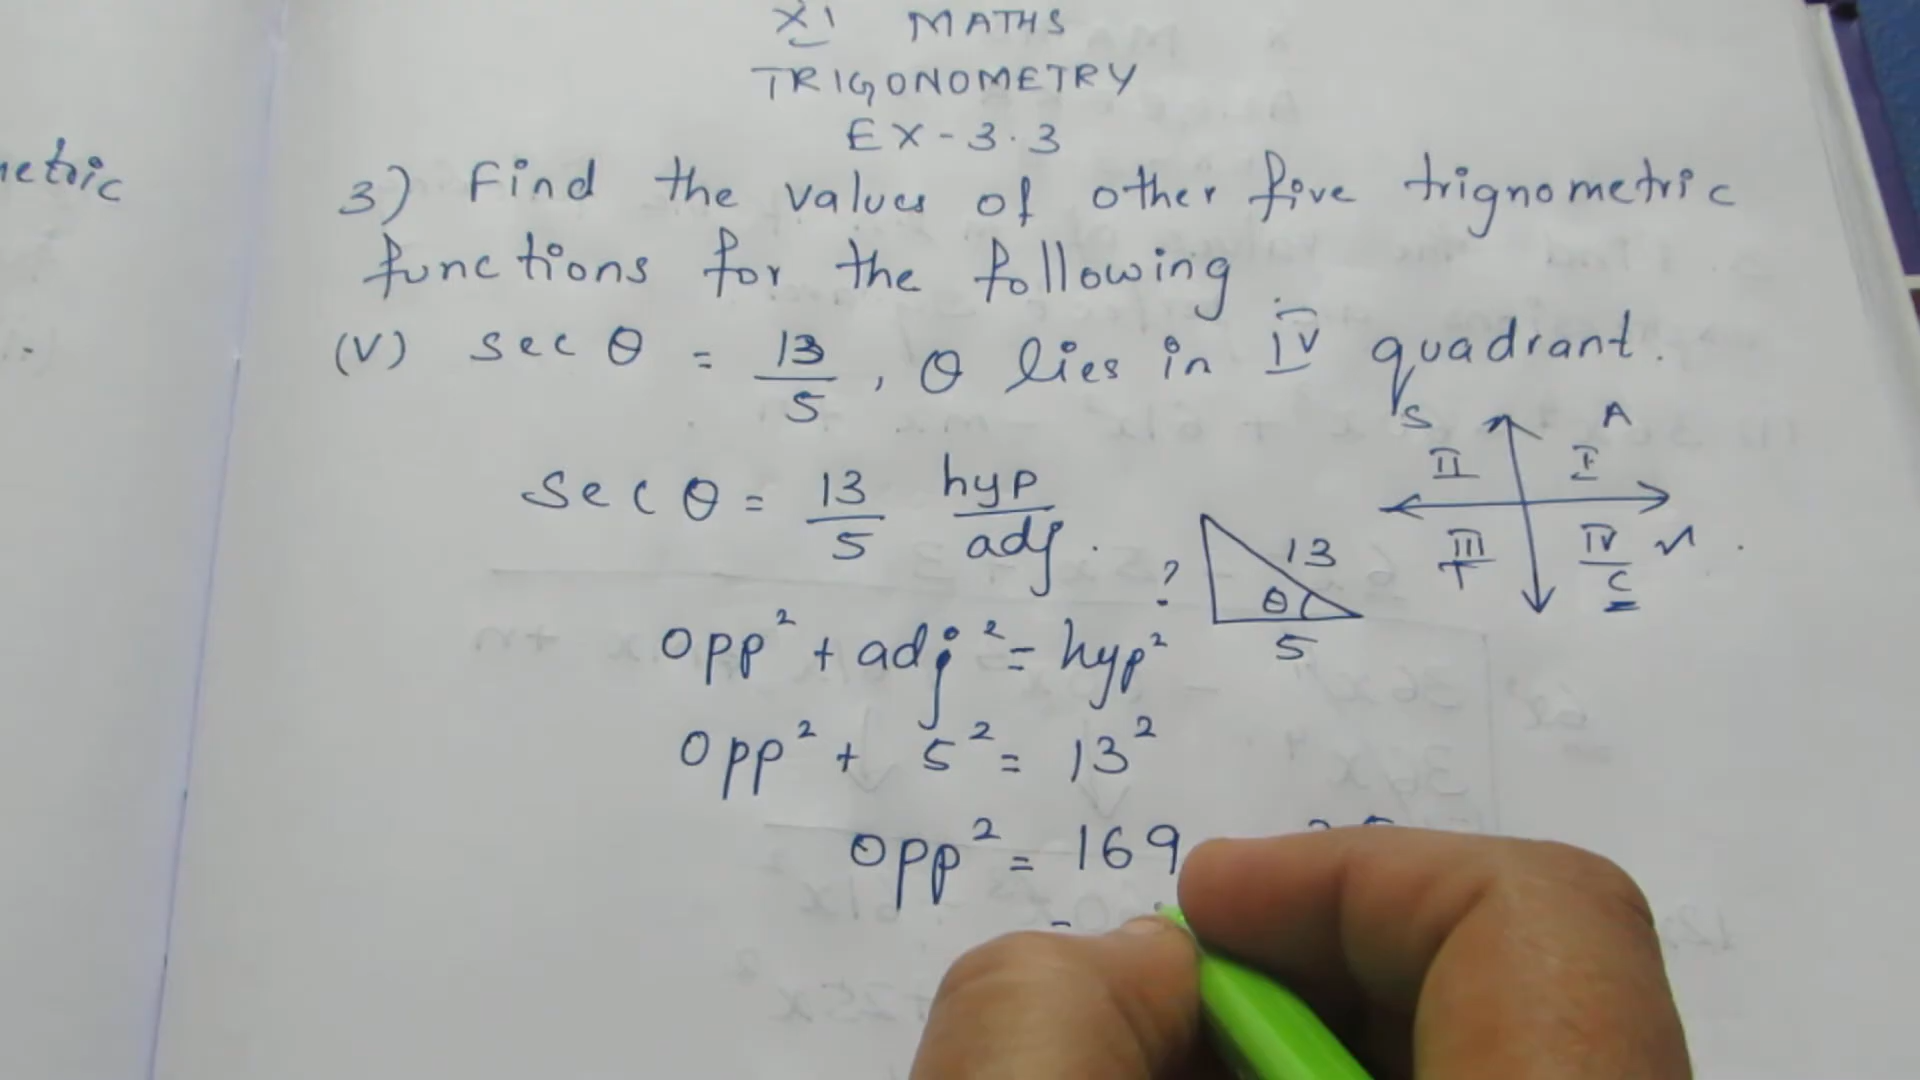 XI MATHS
TRIGONOMETRY
EX-3.3
netric
3) Find the values of other five trignometric
functions for the following
(V) sec θ = 13/5, θ lies in IV quadrant.
S A
II I
III IV
T C
sec θ = 13/5 hyp/adj.
? 13
θ
5
opp² + adj² = hyp²
opp² + 5² = 13²
opp² = 169
=